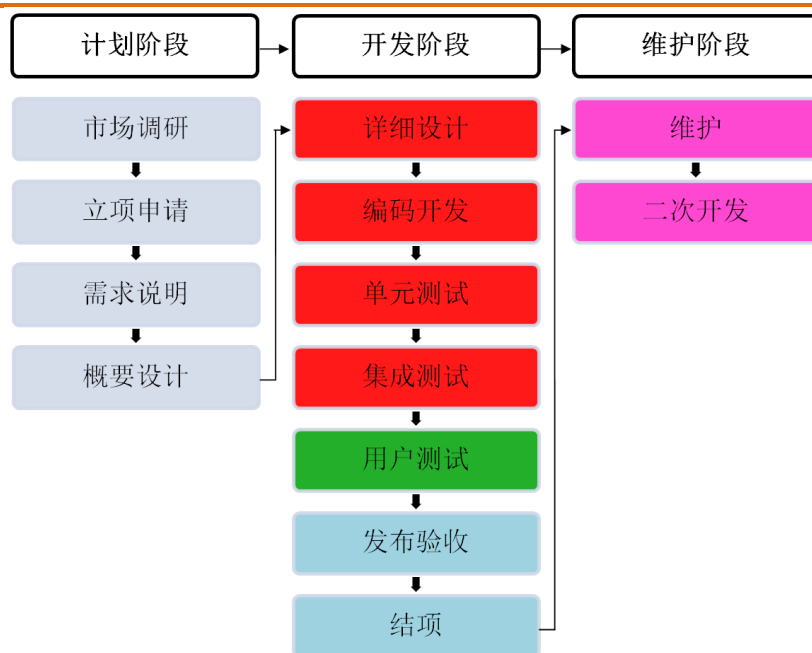 计划阶段
开发阶段
维护阶段
市场调研
立项申请
需求说明
概要设计
详细设计
编码开发
单元测试
集成测试
用户测试
发布验收
结项
维护
二次开发